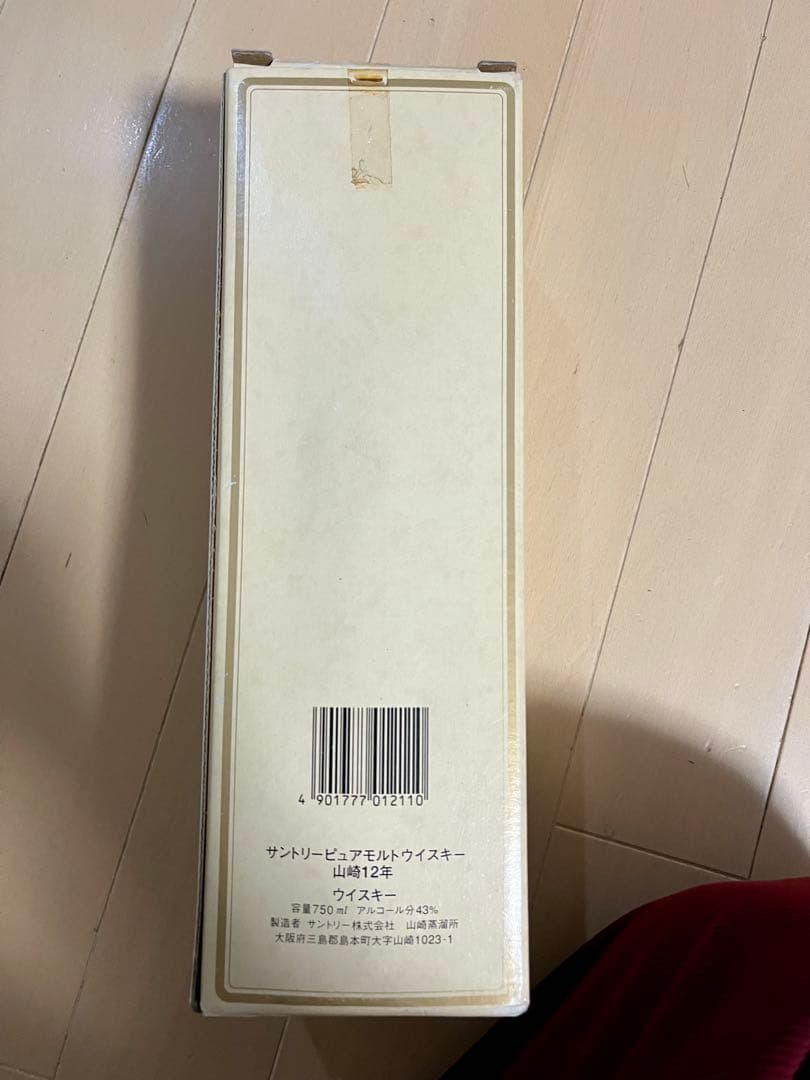 4 901777 012110
サントリーピュアモルトウイスキー
山崎12年
ウイスキー
容量750ml アルコール分43%
製造者 サントリー株式会社 山崎蒸溜所
大阪府三島郡島本町大字山崎1023-1